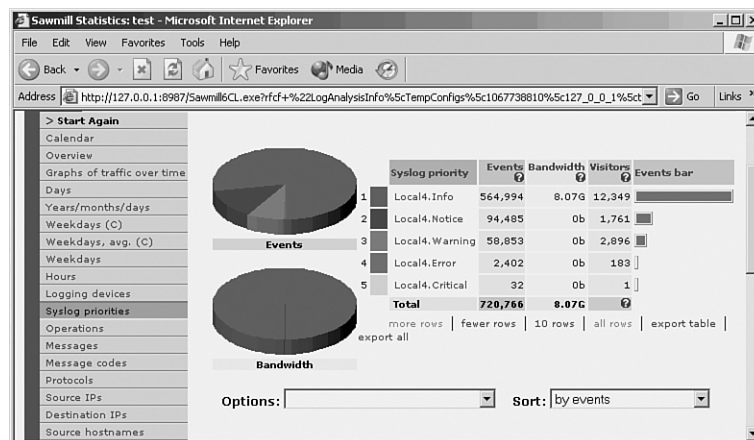 Sawmill Statistics: test - Microsoft Internet Explorer
File Edit View Favorites Tools Help
Back Favorites Media
Address http://127.0.0.1:8987/Sawmill6CL.exe?rfcf+%22LogAnalysisInfo%5cTempConfigs%5c1067738810%5c127_0_0_1%5ct Go Links »
> Start Again
Calendar
Overview
Graphs of traffic over time
Days
Years/months/days
Weekdays (C)
Weekdays, avg. (C)
Weekdays
Hours
Logging devices
Syslog priorities
Operations
Messages
Message codes
Protocols
Source IPs
Destination IPs
Source hostnames
Events
Bandwidth
Syslog priority Events Bandwidth Visitors Events bar
? ? ?
1 Local4.Info 564,994 8.07G 12,349
2 Local4.Notice 94,485 0b 1,761
3 Local4.Warning 58,853 0b 2,896
4 Local4.Error 2,402 0b 183
5 Local4.Critical 32 0b 1
Total 720,766 8.07G ?
more rows | fewer rows | 10 rows | all rows | export table |
export all
Options: Sort: by events